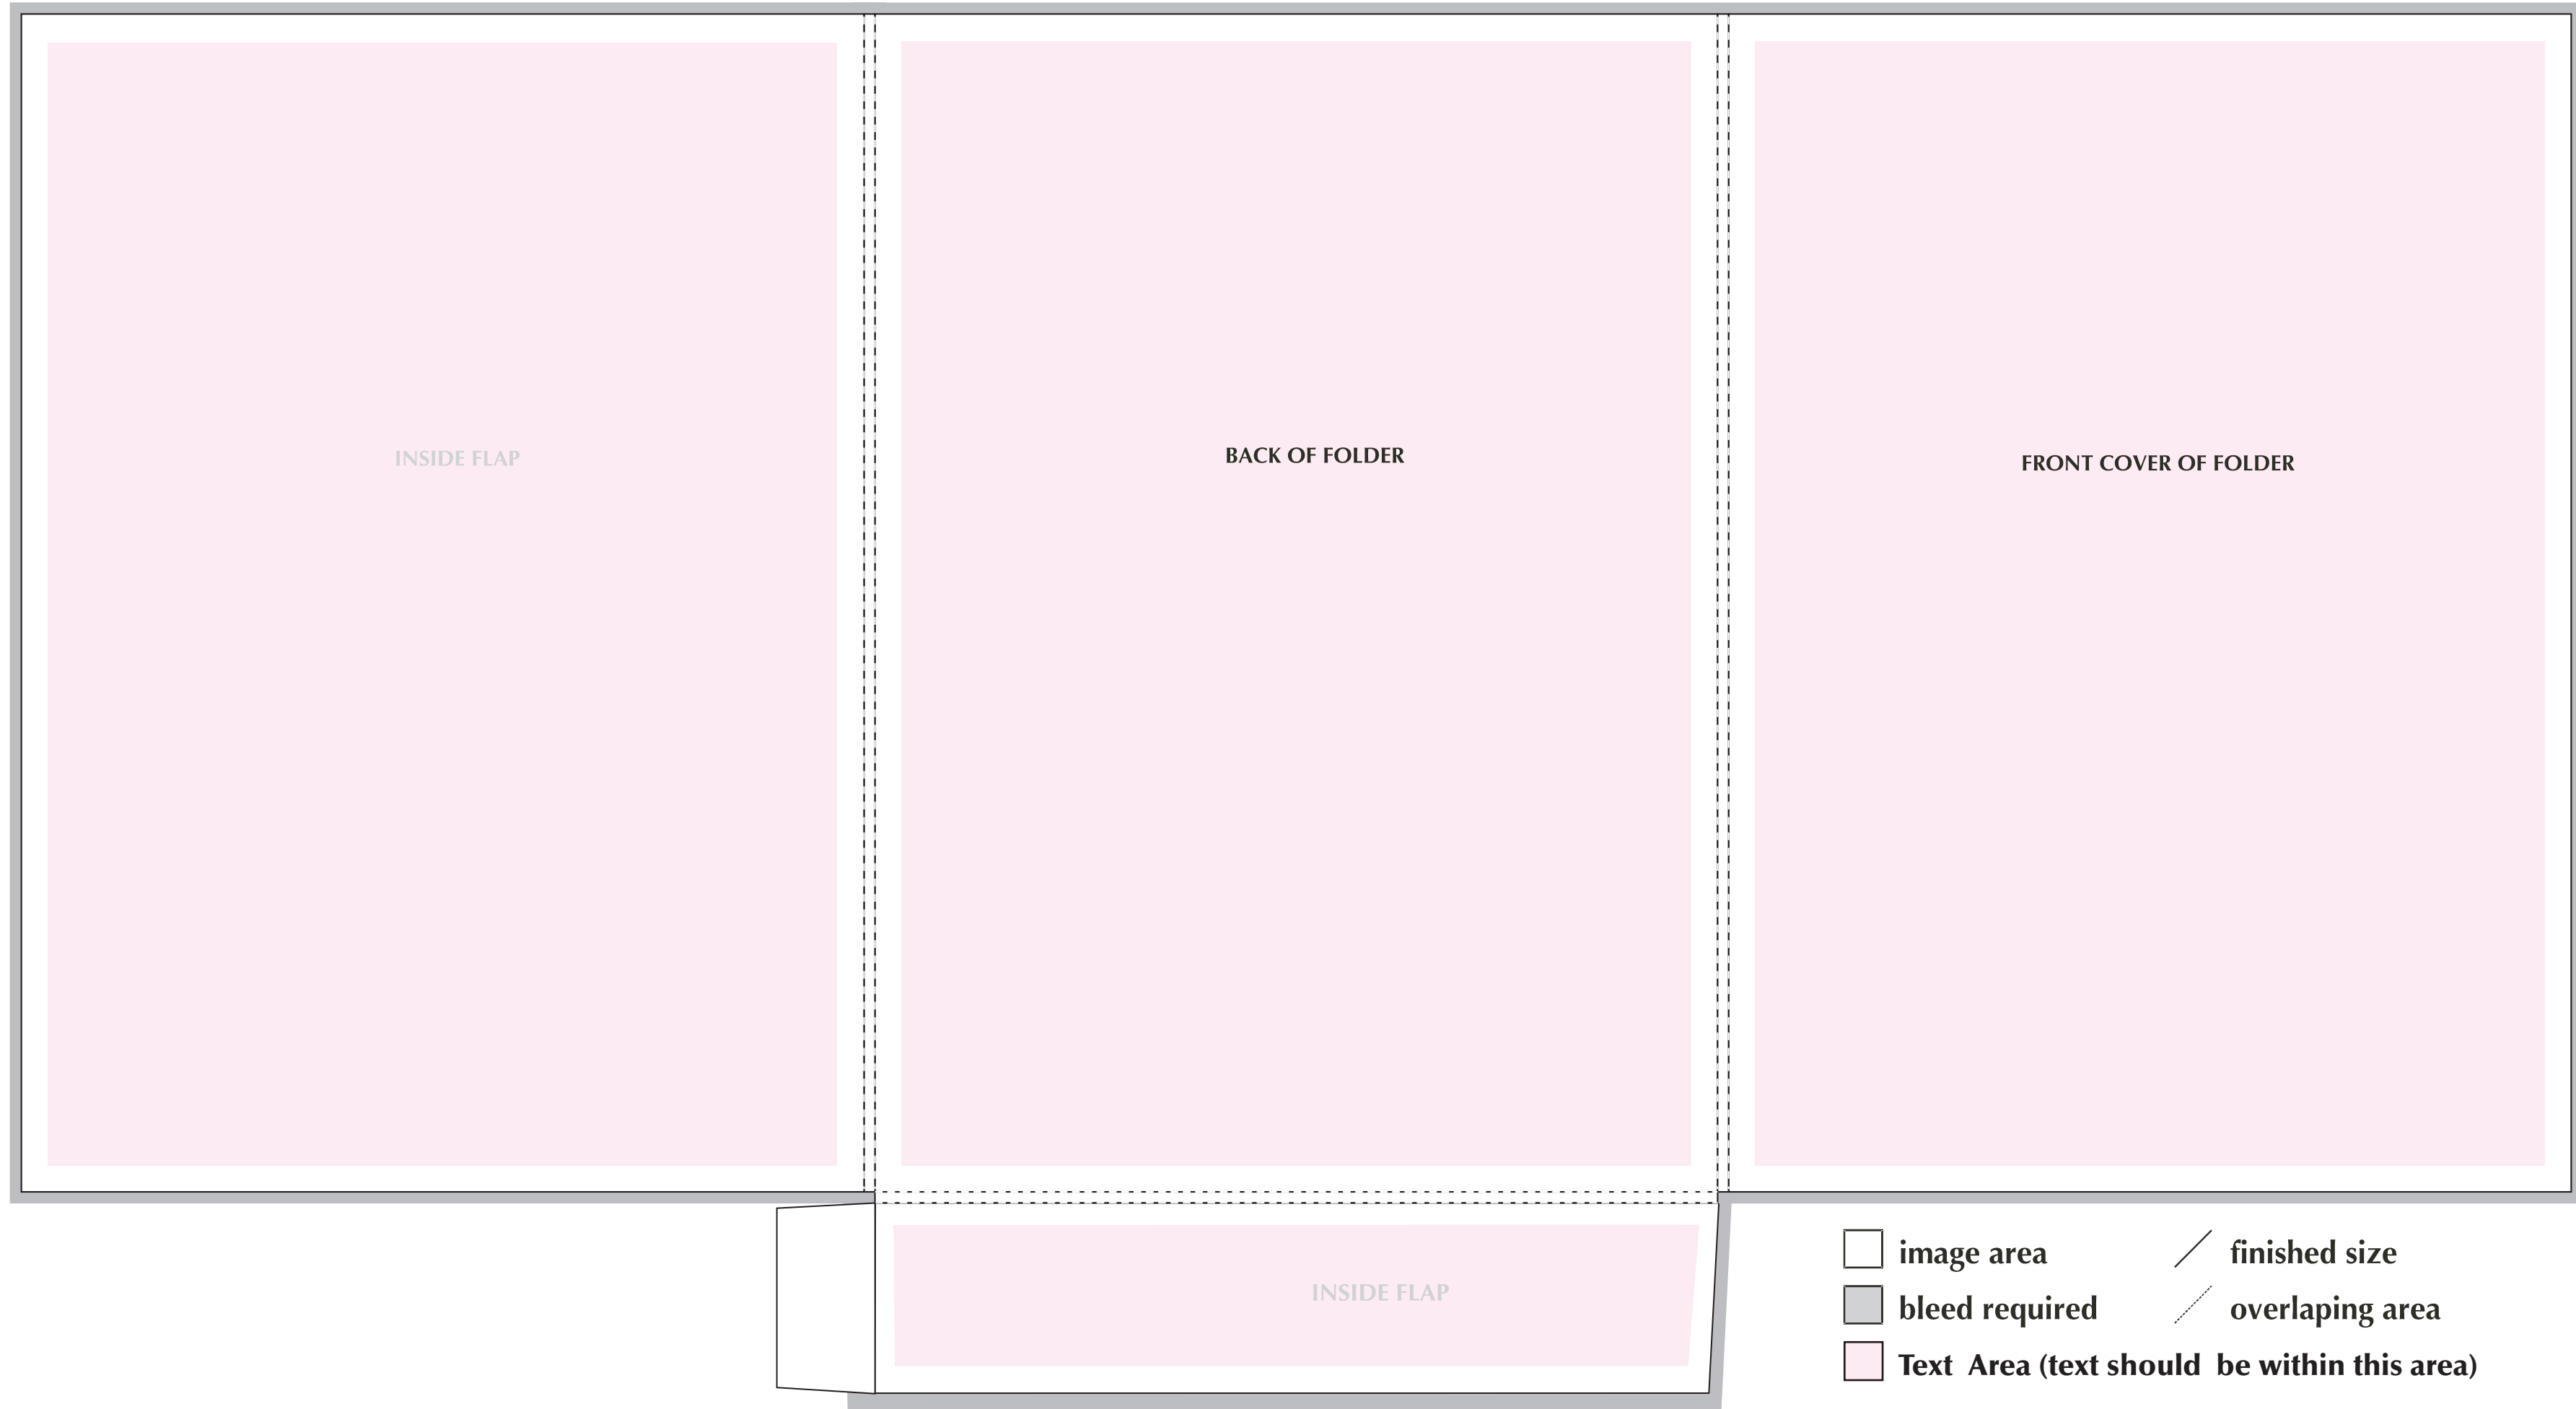 INSIDE FLAP
BACK OF FOLDER
FRONT COVER OF FOLDER
INSIDE FLAP
image area
finished size
bleed required
overlaping area
Text Area (text should be within this area)